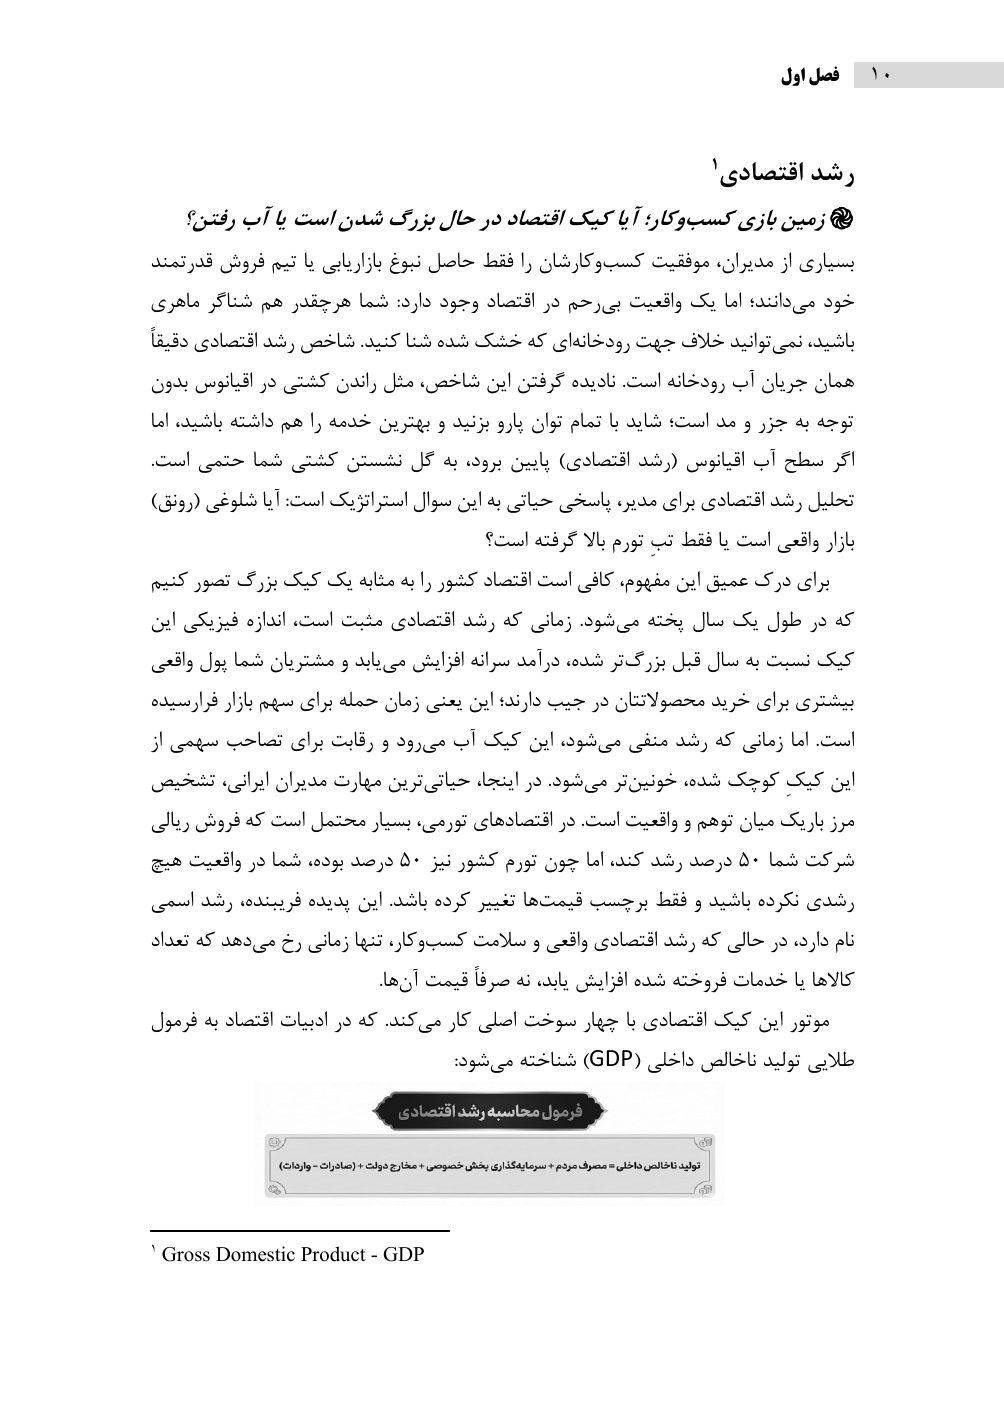 ۱۰ فصل اول
رشد اقتصادی۱
زمین بازی کسب‌وکار؛ آیا کیک اقتصاد در حال بزرگ شدن است یا آب رفتن؟
بسیاری از مدیران، موفقیت کسب‌وکارشان را فقط حاصل نبوغ بازاریابی یا تیم فروش قدرتمند
خود می‌دانند؛ اما یک واقعیت بی‌رحم در اقتصاد وجود دارد: شما هرچقدر هم شناگر ماهری
باشید، نمی‌توانید خلاف جهت رودخانه‌ای که خشک شده شنا کنید. شاخص رشد اقتصادی دقیقاً
همان جریان آب رودخانه است. نادیده گرفتن این شاخص، مثل راندن کشتی در اقیانوس بدون
توجه به جزر و مد است؛ شاید با تمام توان پارو بزنید و بهترین خدمه را هم داشته باشید، اما
اگر سطح آب اقیانوس (رشد اقتصادی) پایین برود، به گل نشستن کشتی شما حتمی است.
تحلیل رشد اقتصادی برای مدیر، پاسخی حیاتی به این سوال استراتژیک است: آیا شلوغی (رونق)
بازار واقعی است یا فقط تبِ تورم بالا گرفته است؟
برای درک عمیق این مفهوم، کافی است اقتصاد کشور را به مثابه یک کیک بزرگ تصور کنیم
که در طول یک سال پخته می‌شود. زمانی که رشد اقتصادی مثبت است، اندازه فیزیکی این
کیک نسبت به سال قبل بزرگ‌تر شده، درآمد سرانه افزایش می‌یابد و مشتریان شما پول واقعی
بیشتری برای خرید محصولاتتان در جیب دارند؛ این یعنی زمان حمله برای سهم بازار فرارسیده
است. اما زمانی که رشد منفی می‌شود، این کیک آب می‌رود و رقابت برای تصاحب سهمی از
این کیکِ کوچک شده، خونین‌تر می‌شود. در اینجا، حیاتی‌ترین مهارت مدیران ایرانی، تشخیص
مرز باریک میان توهم و واقعیت است. در اقتصادهای تورمی، بسیار محتمل است که فروش ریالی
شرکت شما ۵۰ درصد رشد کند، اما چون تورم کشور نیز ۵۰ درصد بوده، شما در واقعیت هیچ
رشدی نکرده باشید و فقط برچسب قیمت‌ها تغییر کرده باشد. این پدیده فریبنده، رشد اسمی
نام دارد، در حالی که رشد اقتصادی واقعی و سلامت کسب‌وکار، تنها زمانی رخ می‌دهد که تعداد
کالاها یا خدمات فروخته شده افزایش یابد، نه صرفاً قیمت آن‌ها.
موتور این کیک اقتصادی با چهار سوخت اصلی کار می‌کند. که در ادبیات اقتصاد به فرمول
طلایی تولید ناخالص داخلی (GDP) شناخته می‌شود:
فرمول محاسبه رشد اقتصادی
تولید ناخالص داخلی = مصرف مردم + سرمایه‌گذاری بخش خصوصی + مخارج دولت + (صادرات - واردات)
۱ Gross Domestic Product - GDP